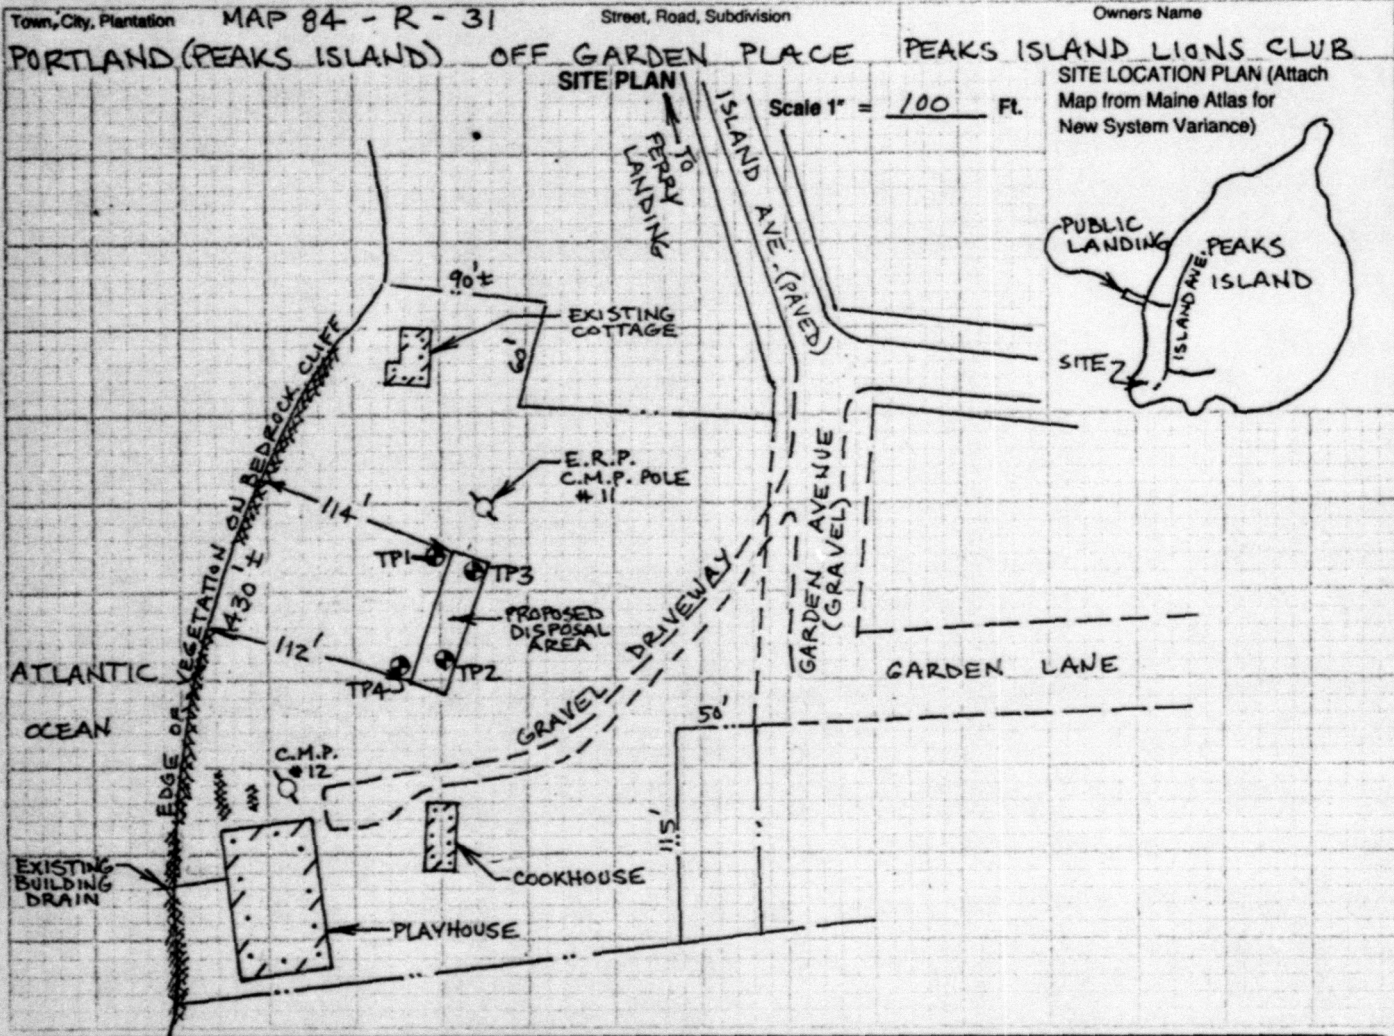 Town, City, Plantation MAP 84 - R - 31 Street, Road, Subdivision Owners Name
PORTLAND (PEAKS ISLAND) OFF GARDEN PLACE PEAKS ISLAND LIONS CLUB
SITE PLAN
Scale 1" = 100 Ft.
SITE LOCATION PLAN (Attach
Map from Maine Atlas for
New System Variance)
TO
FERRY
LANDING
ISLAND AVE. (PAVED)
PUBLIC
LANDING
PEAKS
ISLAND
ISLAND AVE.
SITE
90'±
EXISTING
COTTAGE
60'
E.R.P.
C.M.P. POLE
# 11
114'
TP1
TP3
PROPOSED
DISPOSAL
AREA
112'
TP4
TP2
430'±
EDGE OF VEGETATION ON BEDROCK CLIFF
GRAVEL DRIVEWAY
GARDEN AVENUE
(GRAVEL)
GARDEN LANE
ATLANTIC
OCEAN
50'
115'
C.M.P.
#12
EXISTING
BUILDING
DRAIN
COOKHOUSE
PLAYHOUSE